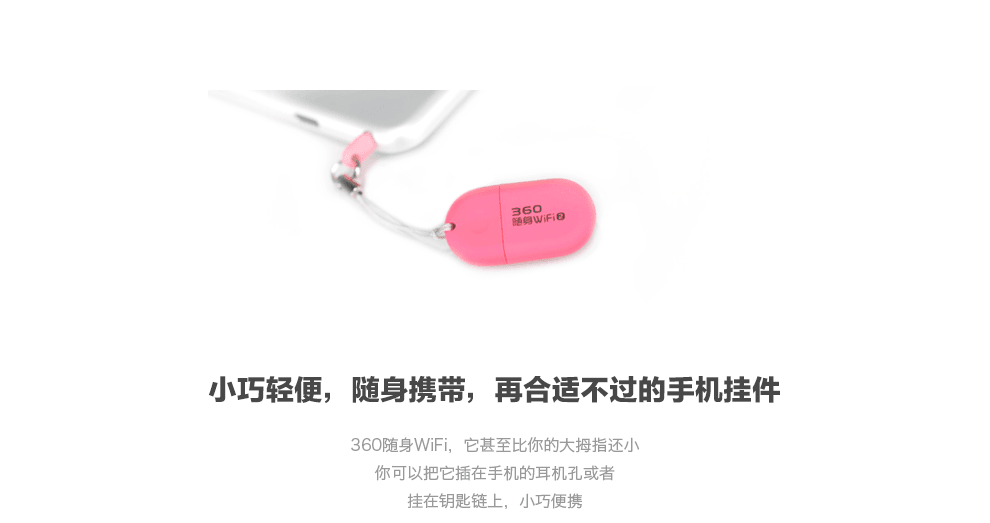 360
随身WiFi2
小巧轻便，随身携带，再合适不过的手机挂件
360随身WiFi，它甚至比你的大拇指还小
你可以把它插在手机的耳机孔或者
挂在钥匙链上，小巧便携